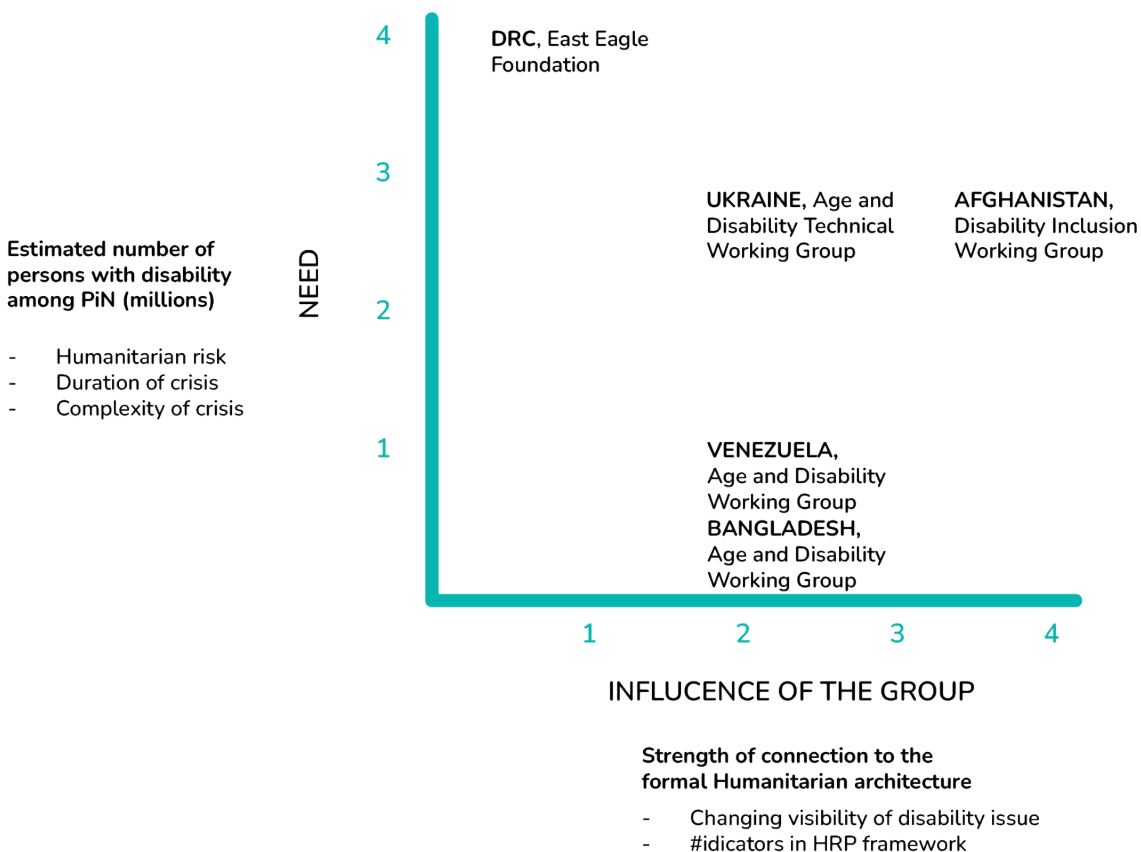 4
DRC, East Eagle
Foundation
3
UKRAINE, Age and
Disability Technical
Working Group
AFGHANISTAN,
Disability Inclusion
Working Group
Estimated number of
persons with disability
among PiN (millions)
- Humanitarian risk
- Duration of crisis
- Complexity of crisis
NEED
2
1
VENEZUELA,
Age and Disability
Working Group
BANGLADESH,
Age and Disability
Working Group
1 2 3 4
INFLUCENCE OF THE GROUP
Strength of connection to the
formal Humanitarian architecture
- Changing visibility of disability issue
- #idicators in HRP framework